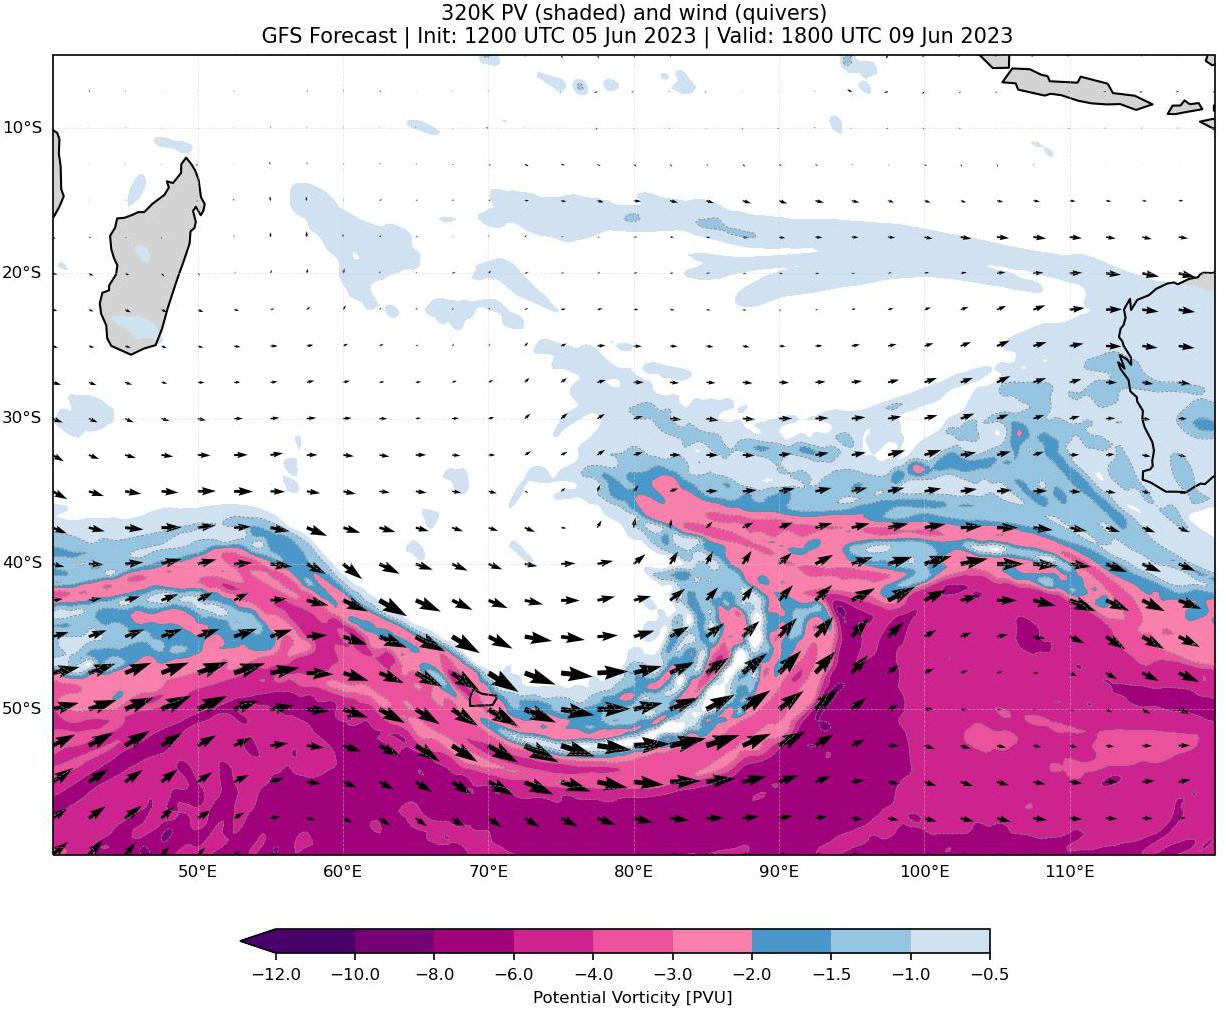 320K PV (shaded) and wind (quivers)
GFS Forecast | Init: 1200 UTC 05 Jun 2023 | Valid: 1800 UTC 09 Jun 2023
10°S
20°S
30°S
40°S
50°S
50°E 60°E 70°E 80°E 90°E 100°E 110°E
−12.0 −10.0 −8.0 −6.0 −4.0 −3.0 −2.0 −1.5 −1.0 −0.5
Potential Vorticity [PVU]